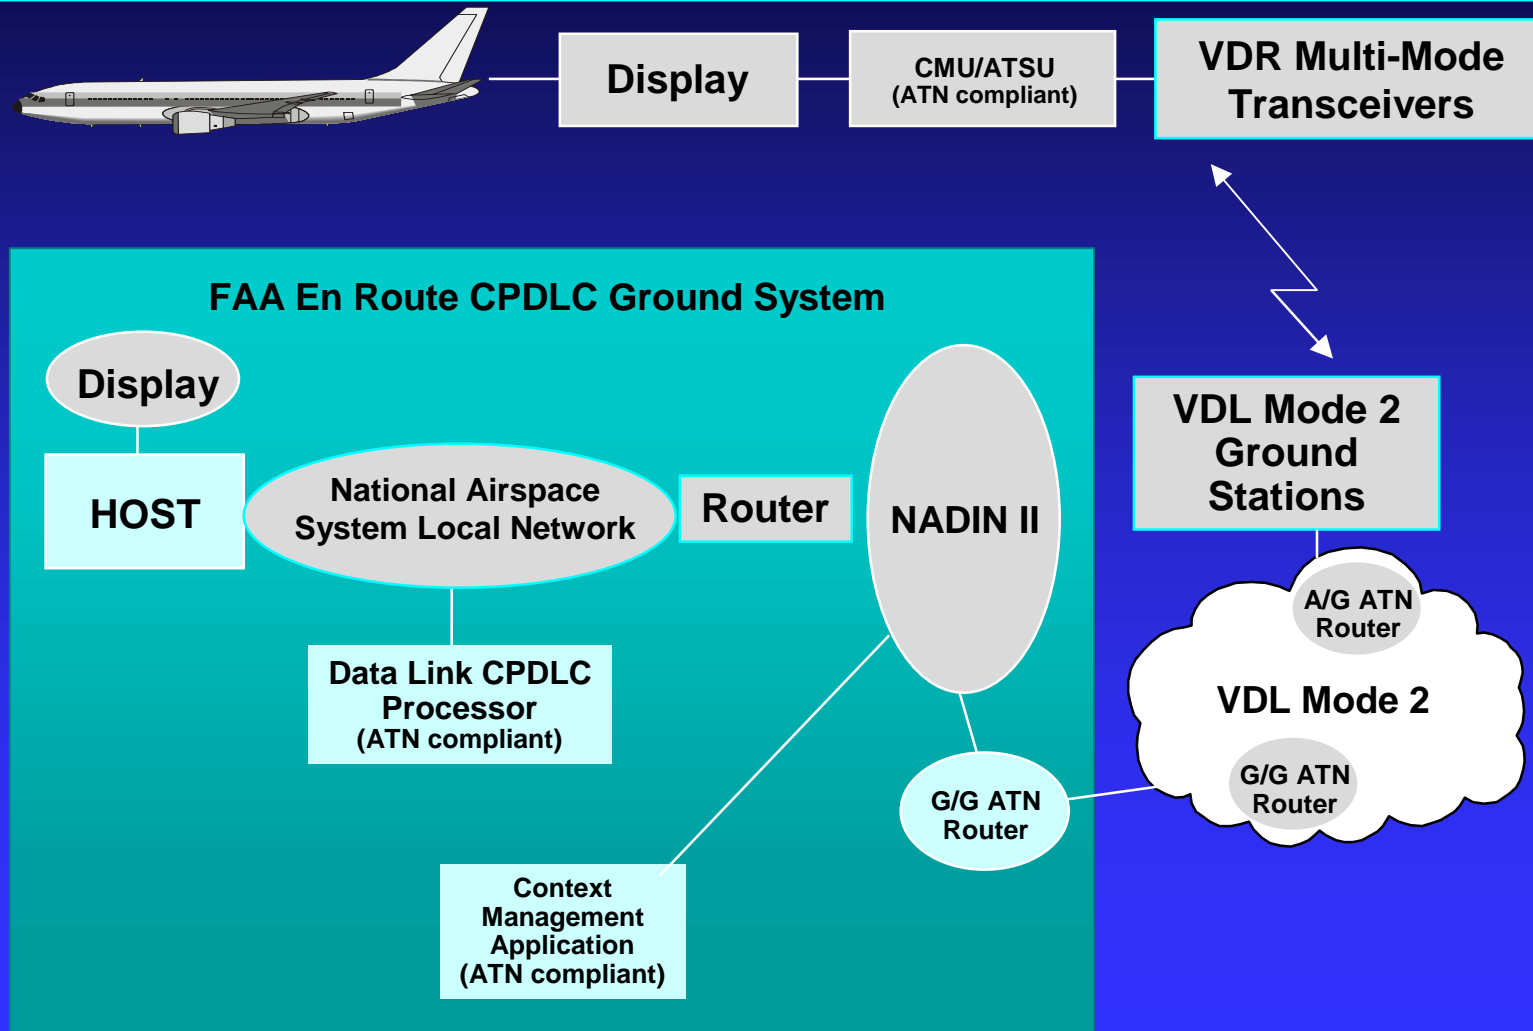 Display
CMU/ATSU
(ATN compliant)
VDR Multi-Mode
Transceivers
FAA En Route CPDLC Ground System
Display
HOST
National Airspace
System Local Network
Router
NADIN II
VDL Mode 2
Ground
Stations
A/G ATN
Router
VDL Mode 2
G/G ATN
Router
Data Link CPDLC
Processor
(ATN compliant)
G/G ATN
Router
Context
Management
Application
(ATN compliant)